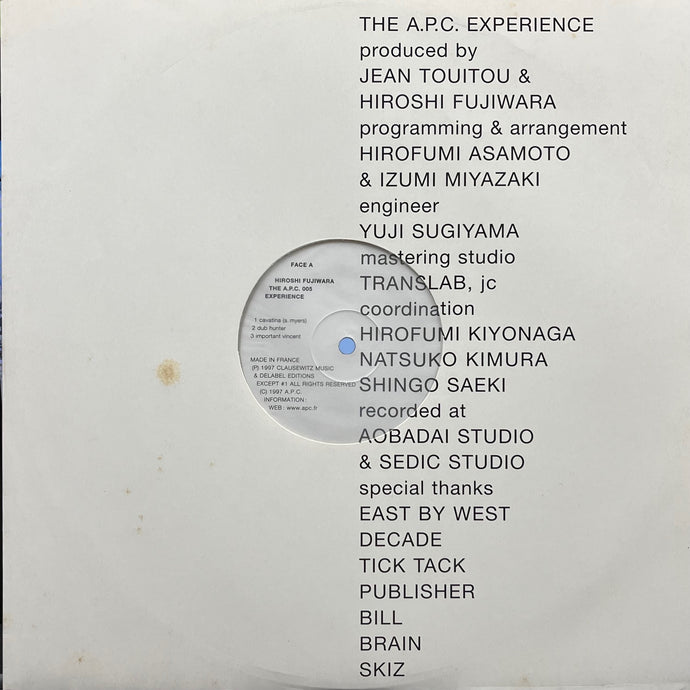 THE A.P.C. EXPERIENCE
produced by
JEAN TOUITOU &
HIROSHI FUJIWARA
programming & arrangement
HIROFUMI ASAMOTO
& IZUMI MIYAZAKI
engineer
YUJI SUGIYAMA
mastering studio
TRANSLAB, jc
coordination
HIROFUMI KIYONAGA
NATSUKO KIMURA
SHINGO SAEKI
recorded at
AOBADAI STUDIO
& SEDIC STUDIO
special thanks
EAST BY WEST
DECADE
TICK TACK
PUBLISHER
BILL
BRAIN
SKIZ
FACE A
HIROSHI FUJIWARA
THE A.P.C. 005
EXPERIENCE
1 cavatina (s. myers)
2 dub hunter
3 important vincent
MADE IN FRANCE
(P) 1997 CLAUSEWITZ MUSIC
& DELABEL EDITIONS
EXCEPT #1 ALL RIGHTS RESERVED
(C) 1997 A.P.C.
INFORMATION :
WEB : www.apc.fr